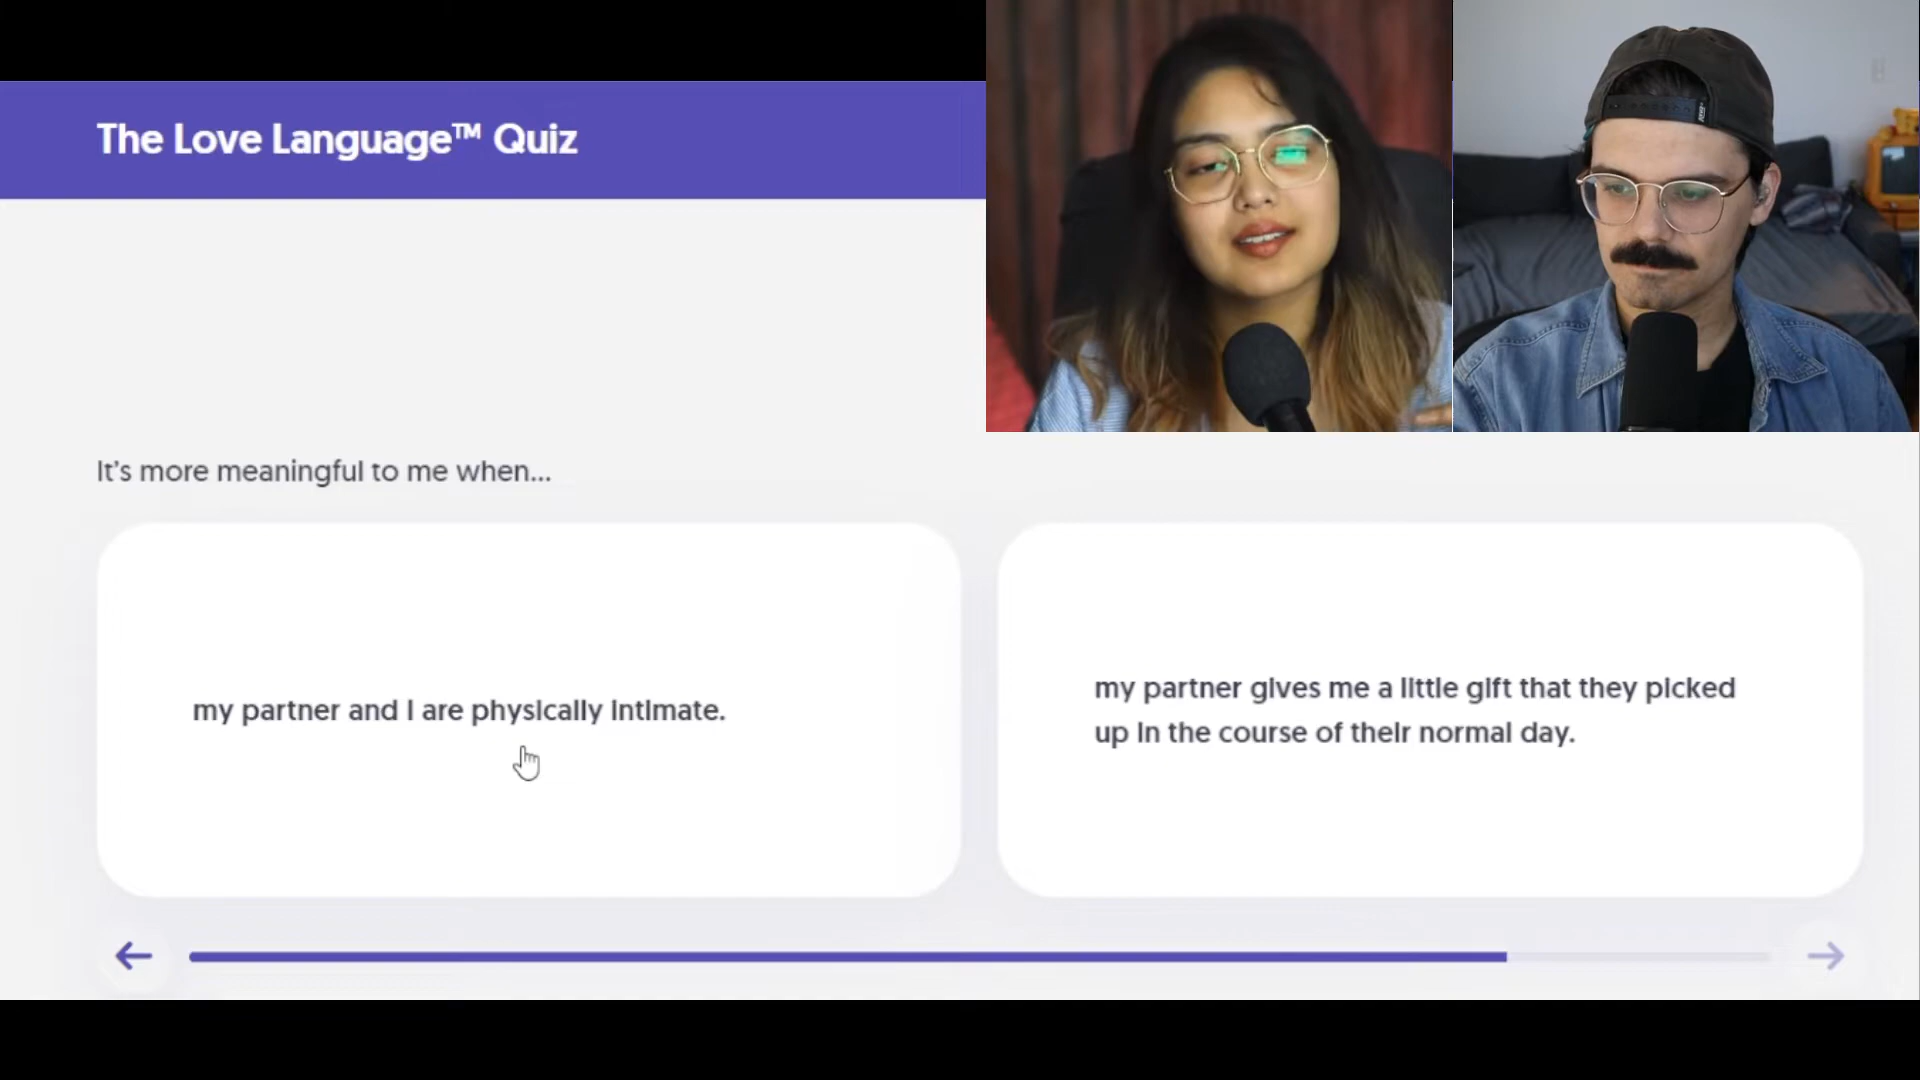 The Love Language™ Quiz
It's more meaningful to me when...
my partner and I are physically intimate.
my partner gives me a little gift that they picked
up in the course of their normal day.